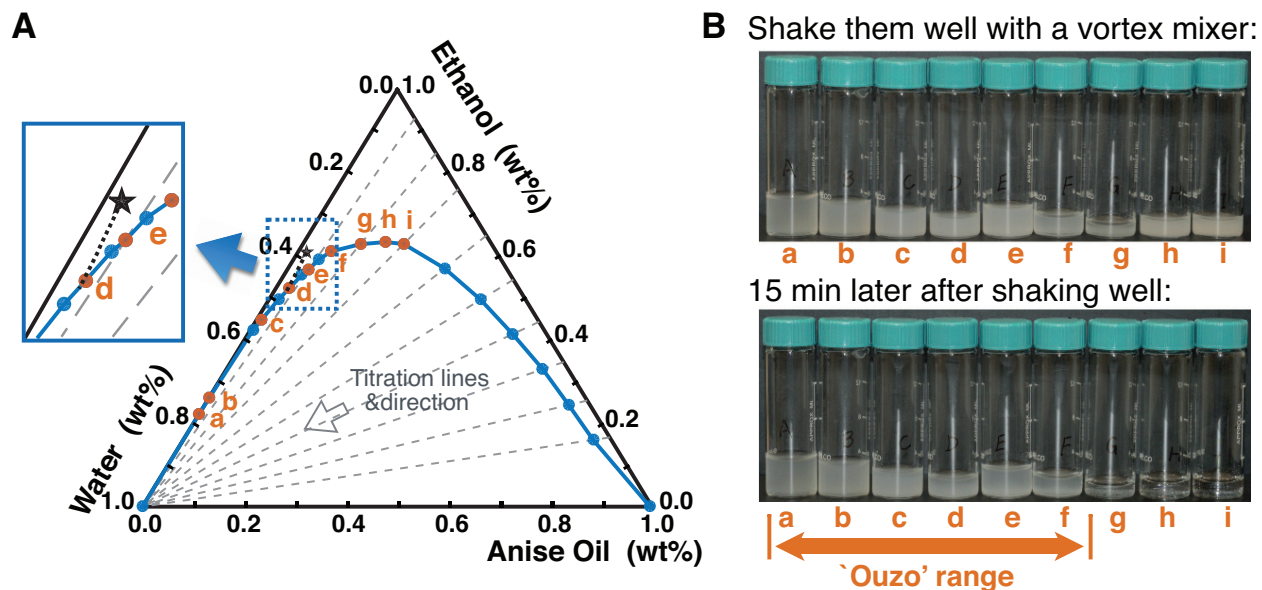 A
Ethanol (wt%)
0.0 1.0
0.2
0.8
g h i
0.4
f
0.6
e
d
e
d
c
0.6
0.4
Titration lines
&direction
b
a
0.8
0.2
Water (wt%)
1.0
0.0
0.0 0.2 0.4 0.6 0.8 1.0
Anise Oil (wt%)
B Shake them well with a vortex mixer:
A B C D E F G H I
a b c d e f g h i
15 min later after shaking well:
A B C D E F G H
a b c d e f g h i
`Ouzo' range